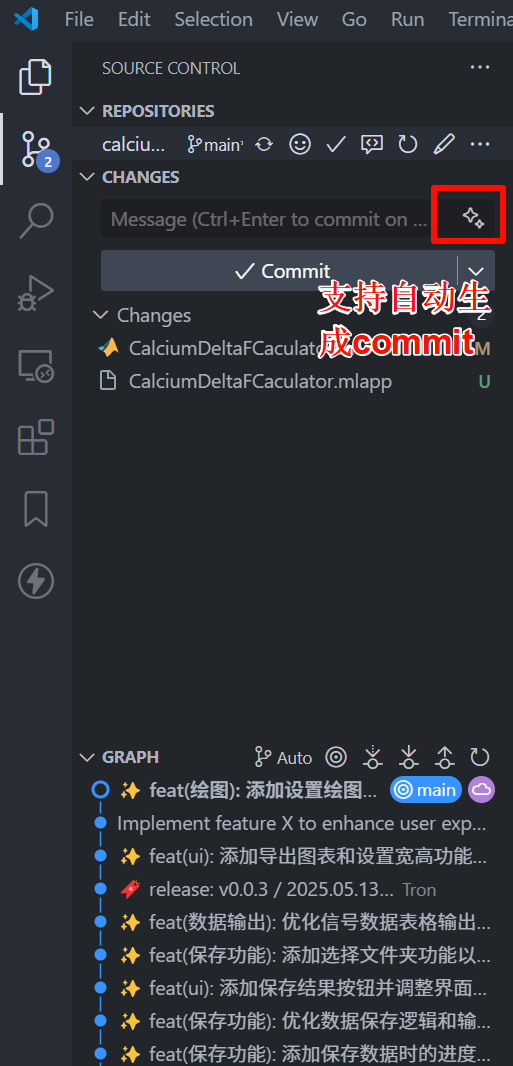 File Edit Selection View Go Run Termina
SOURCE CONTROL
REPOSITORIES
calciu... main*
2
CHANGES
Message (Ctrl+Enter to commit on ...
Commit
支持自动生
成commit
Changes 2
CalciumDeltaFCaculator M
CalciumDeltaFCaculator.mlapp U
GRAPH Auto
✨ feat(绘图): 添加设置绘图... main
Implement feature X to enhance user exp...
✨ feat(ui): 添加导出图表和设置宽高功能...
release: v0.0.3 / 2025.05.13... Tron
✨ feat(数据输出): 优化信号数据表格输出...
✨ feat(保存功能): 添加选择文件夹功能以...
✨ feat(ui): 添加保存结果按钮并调整界面...
✨ feat(保存功能): 优化数据保存逻辑和输...
✨ feat(保存功能): 添加保存数据时的进度...